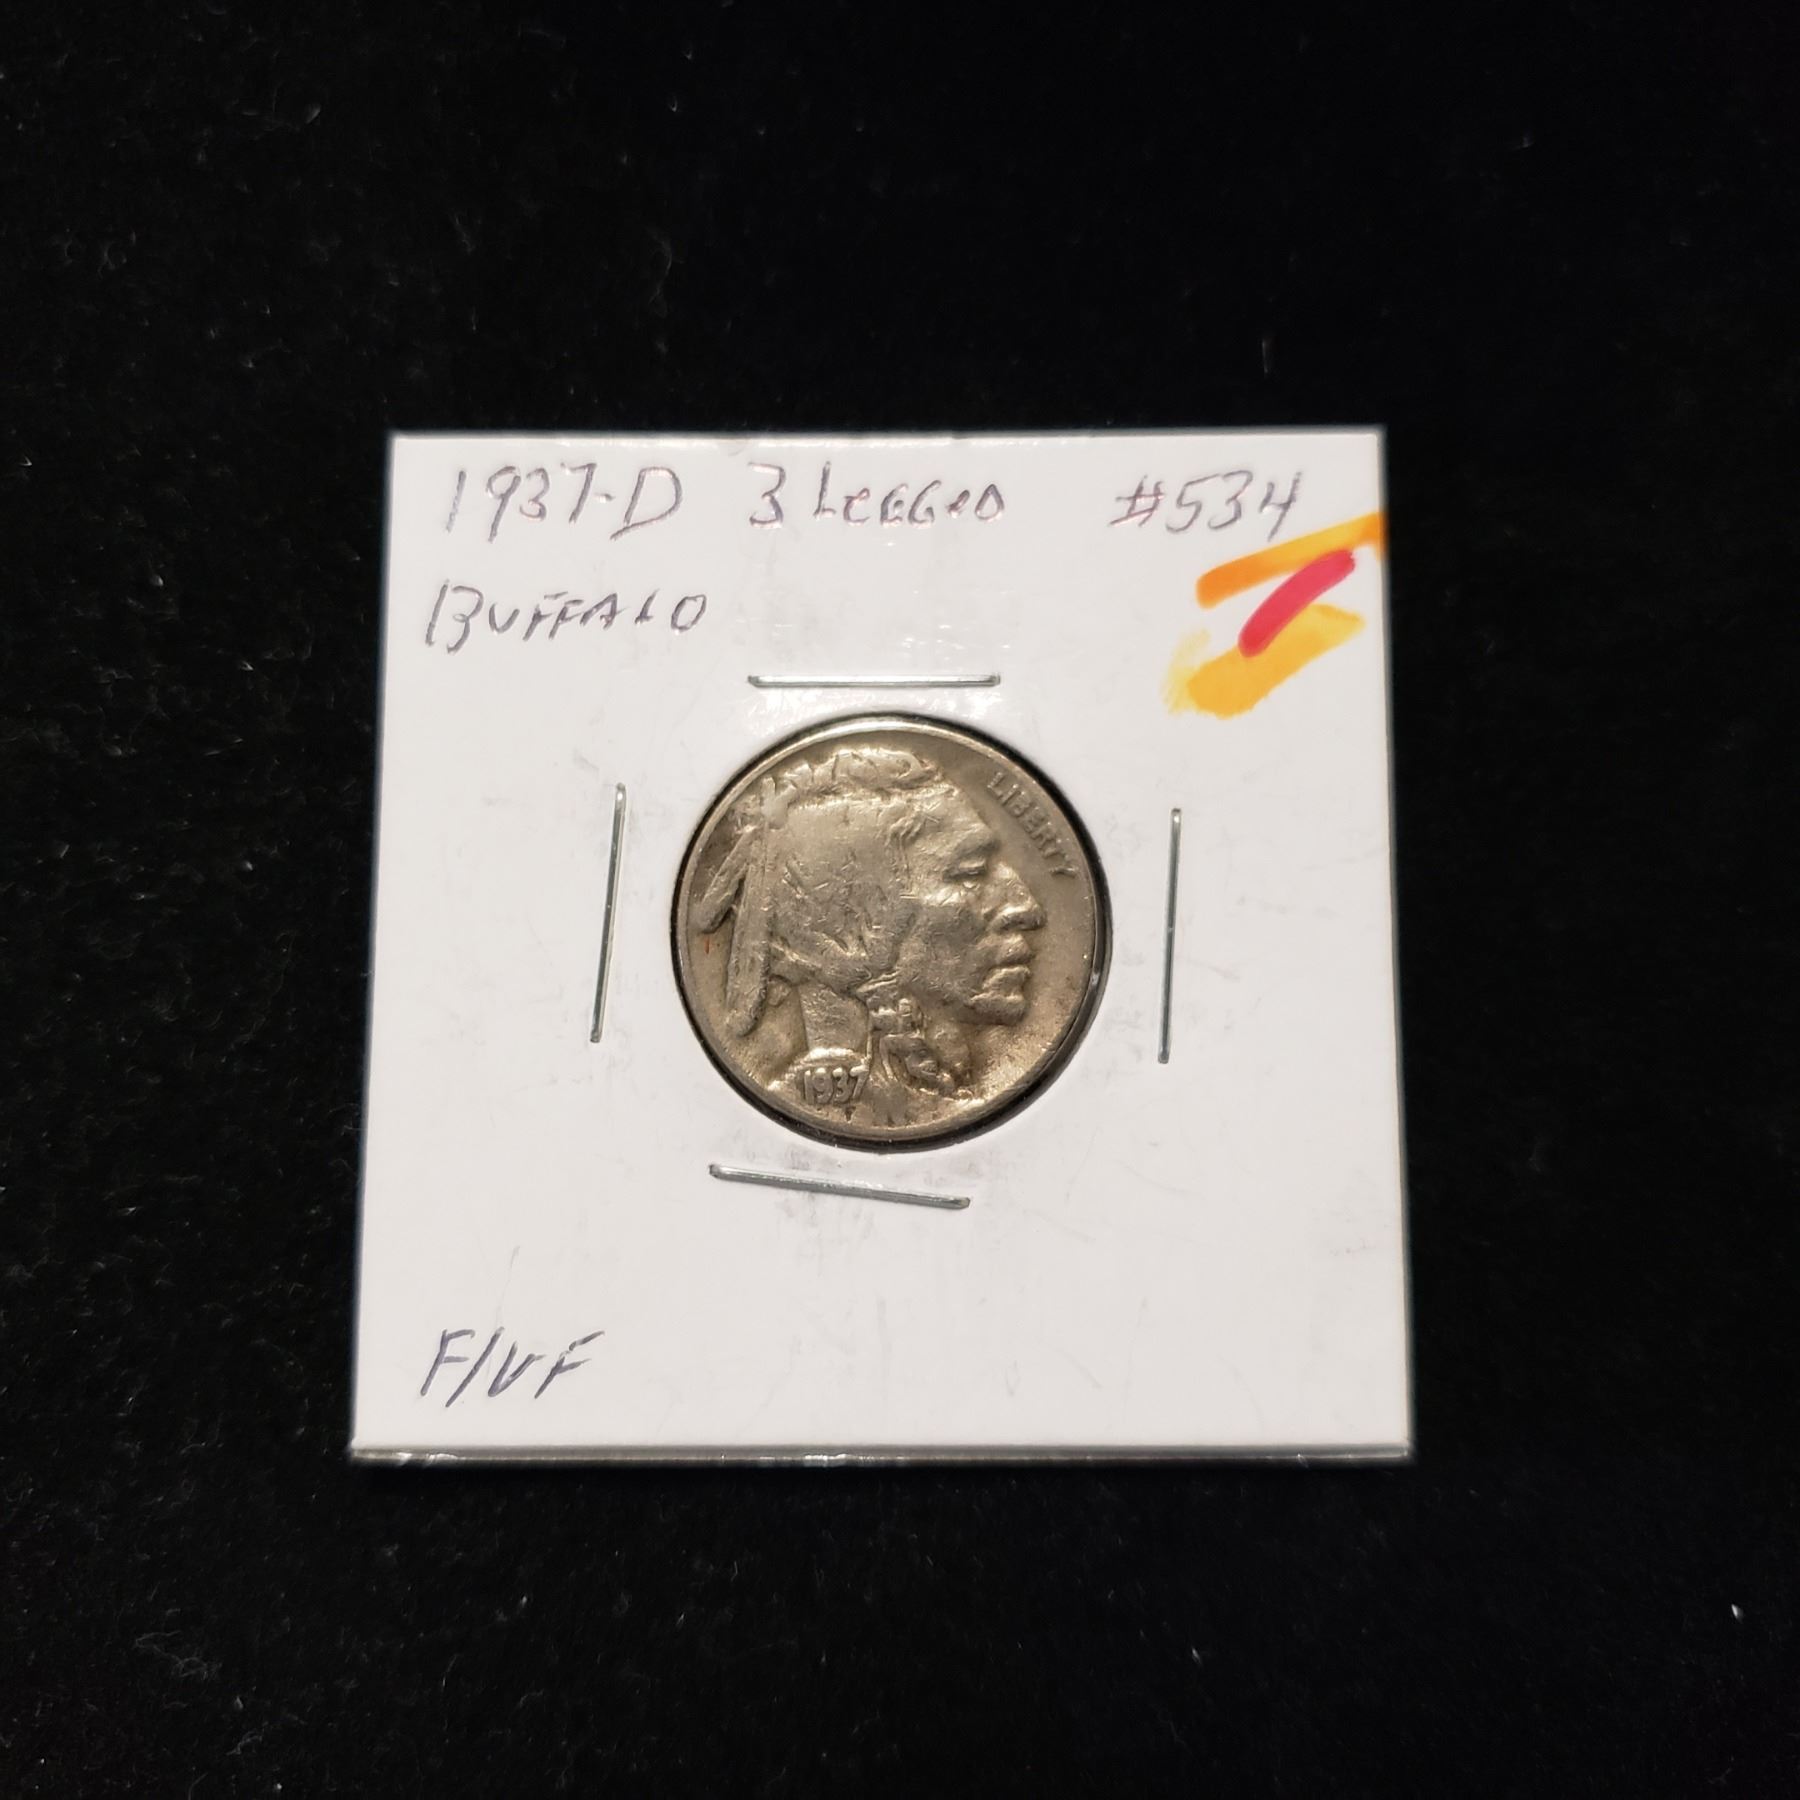 1937-D 3 LEGGED #534
BUFFALO
LIBERTY
1937
F/VF